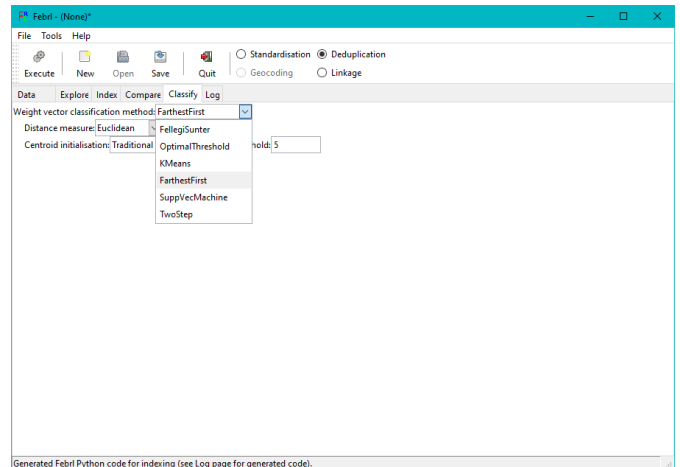 Febrl - (None)*
File Tools Help
Execute New Open Save Quit Standardisation Deduplication
Geocoding Linkage
Data Explore Index Compare Classify Log
Weight vector classification method: FarthestFirst
Distance measure: Euclidean
FellegiSunter
Centroid initialisation: Traditional
OptimalThreshold
hold: 5
KMeans
FarthestFirst
SuppVecMachine
TwoStep
Generated Febrl Python code for indexing (see Log page for generated code).